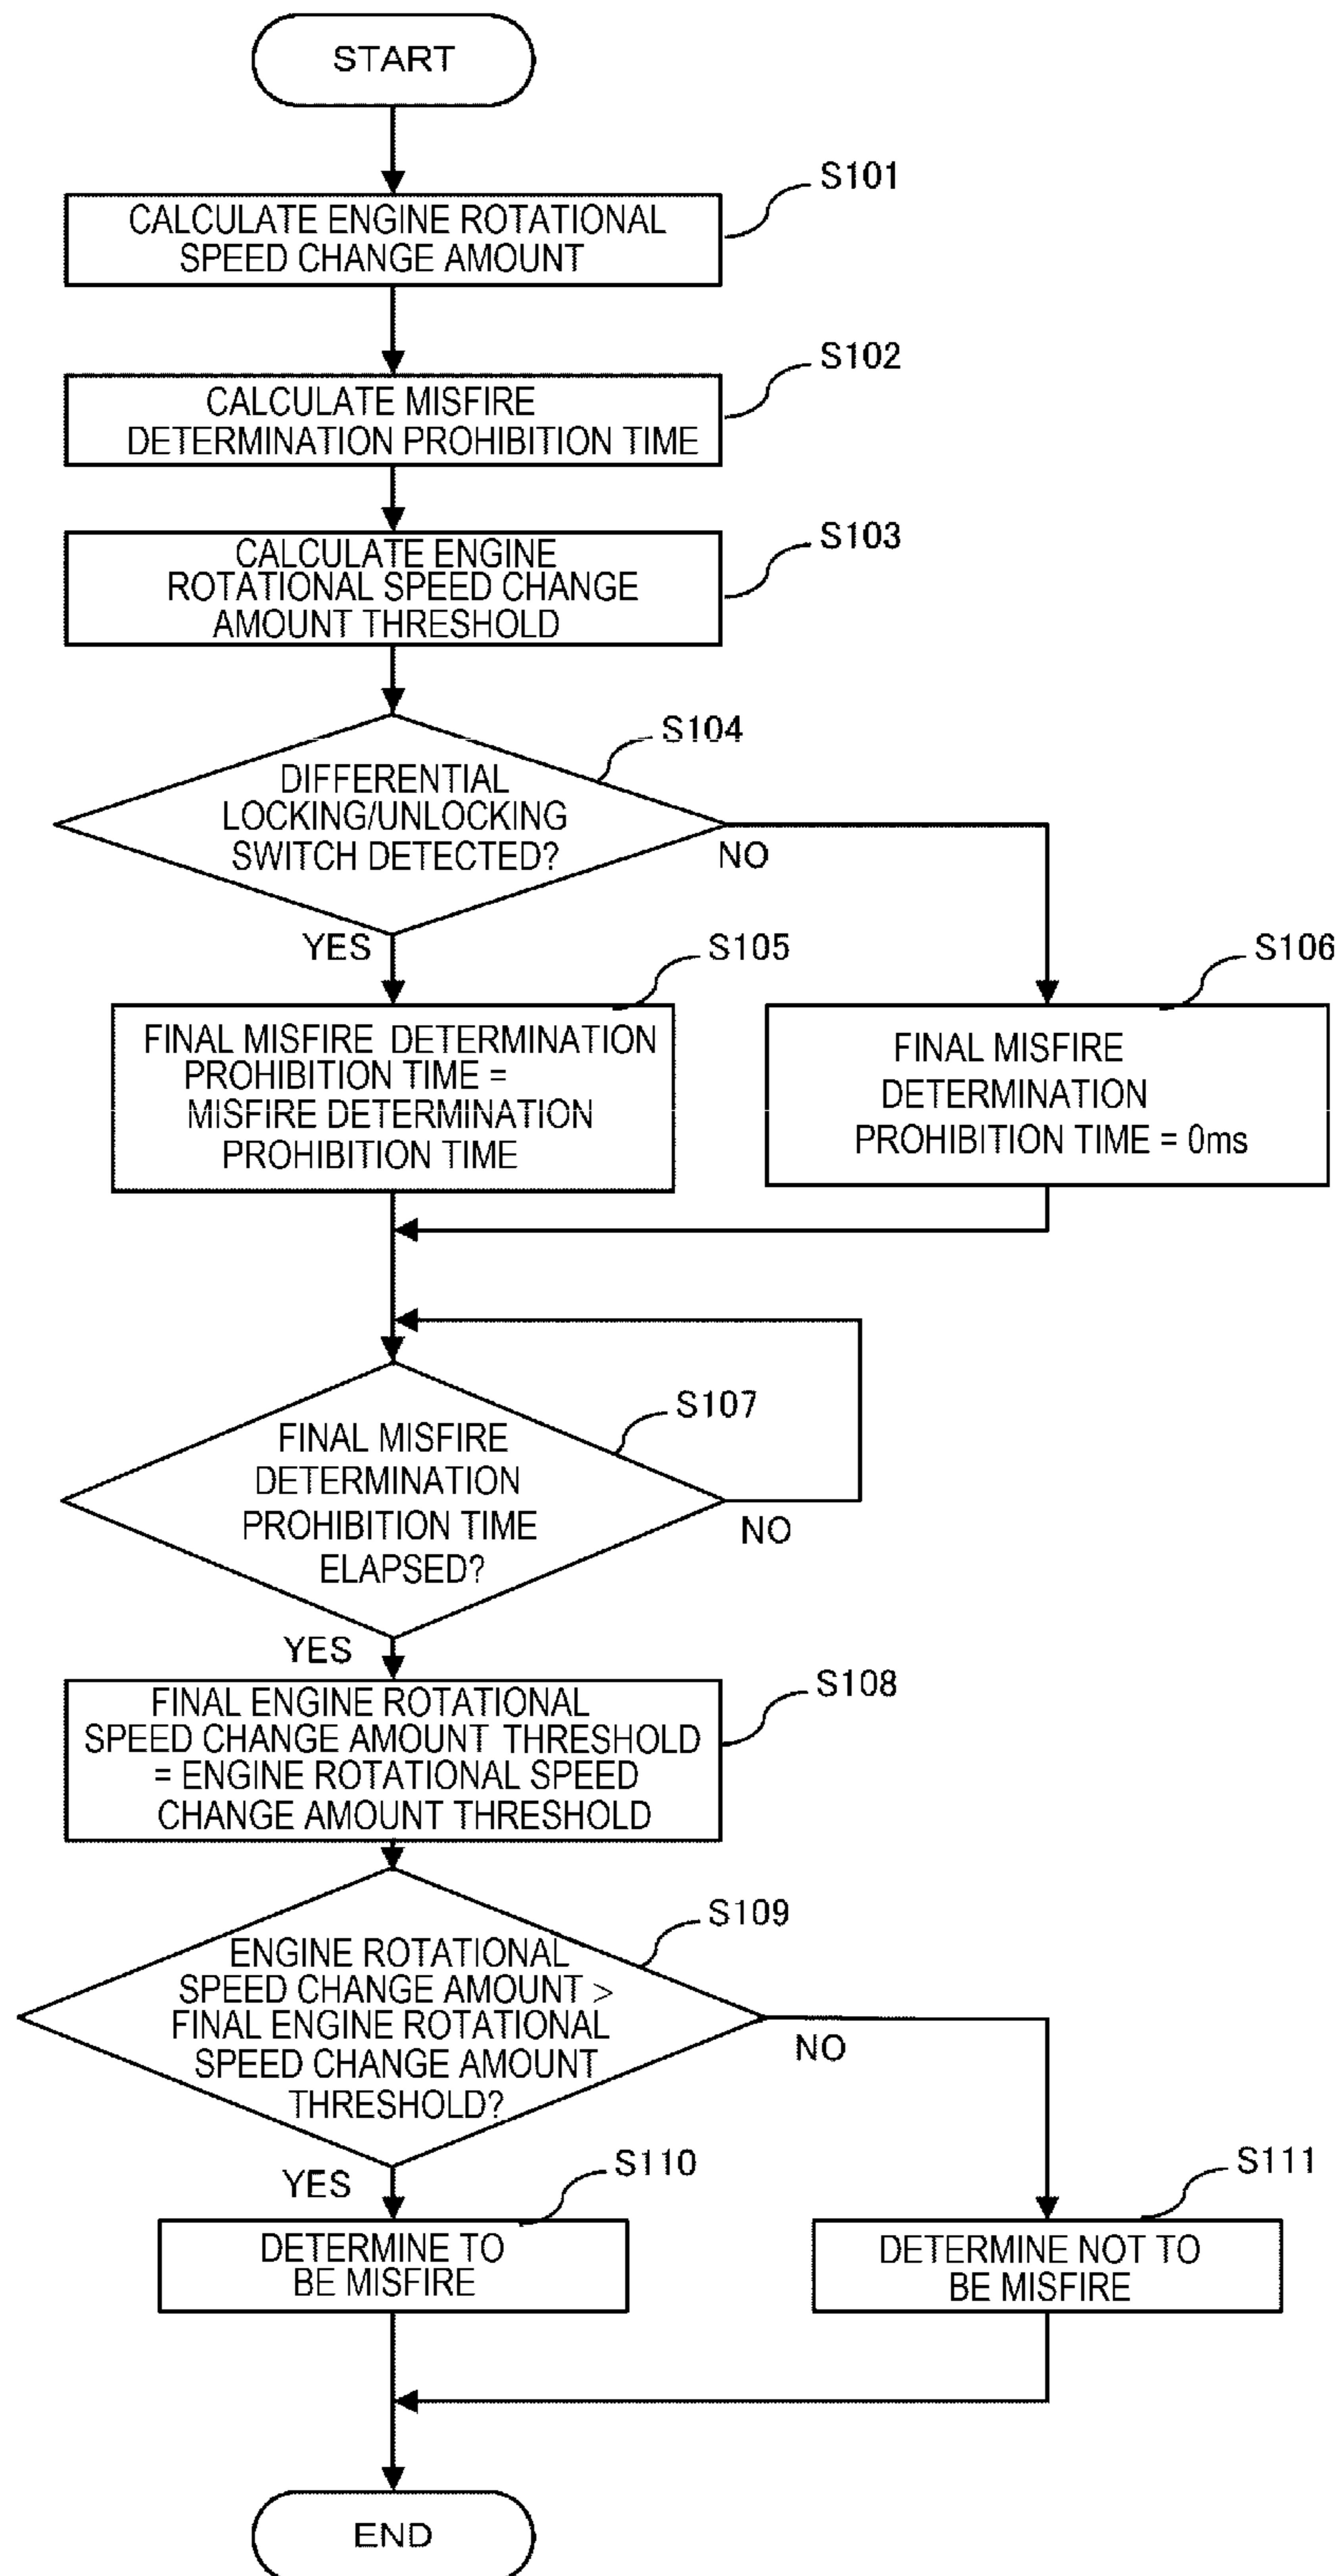 START
S101
CALCULATE ENGINE ROTATIONAL
SPEED CHANGE AMOUNT
S102
CALCULATE MISFIRE
DETERMINATION PROHIBITION TIME
S103
CALCULATE ENGINE
ROTATIONAL SPEED CHANGE
AMOUNT THRESHOLD
S104
DIFFERENTIAL
LOCKING/UNLOCKING
SWITCH DETECTED?
NO
YES
S105
FINAL MISFIRE DETERMINATION
PROHIBITION TIME =
MISFIRE DETERMINATION
PROHIBITION TIME
S106
FINAL MISFIRE
DETERMINATION
PROHIBITION TIME = 0ms
S107
FINAL MISFIRE
DETERMINATION
PROHIBITION TIME
ELAPSED?
NO
YES
S108
FINAL ENGINE ROTATIONAL
SPEED CHANGE AMOUNT THRESHOLD
= ENGINE ROTATIONAL SPEED
CHANGE AMOUNT THRESHOLD
S109
ENGINE ROTATIONAL
SPEED CHANGE AMOUNT >
FINAL ENGINE ROTATIONAL
SPEED CHANGE AMOUNT
THRESHOLD?
NO
YES
S110
DETERMINE TO
BE MISFIRE
S111
DETERMINE NOT TO
BE MISFIRE
END